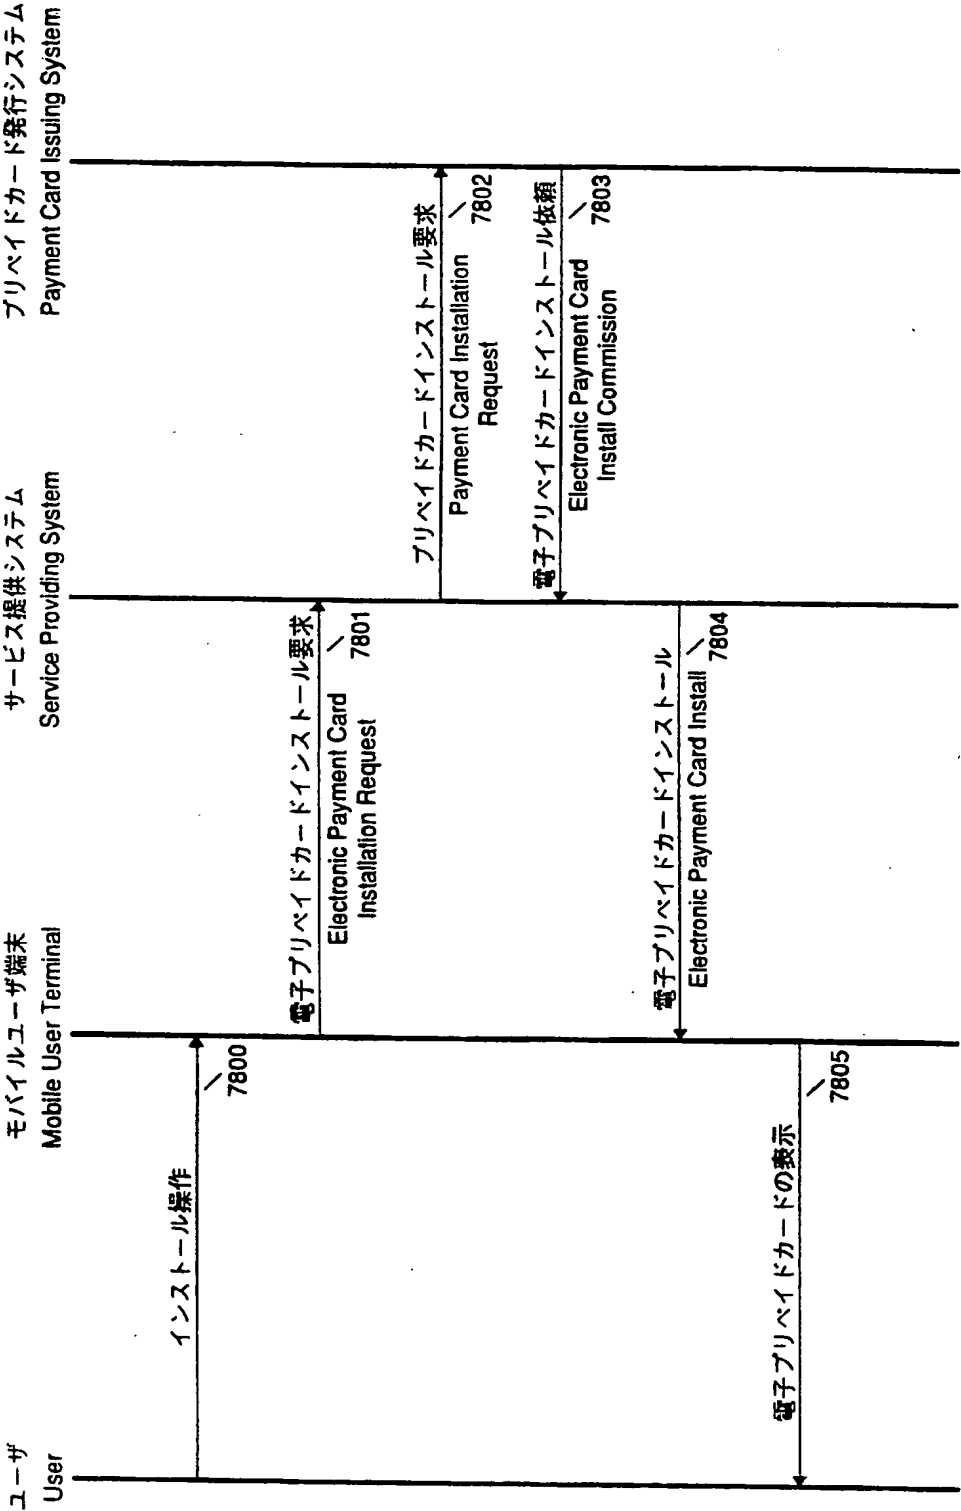 ユーザ
User
モバイルユーザ端末
Mobile User Terminal
サービス提供システム
Service Providing System
プリペイドカード発行システム
Payment Card Issuing System
インストール操作
7800
電子プリペイドカードインストール要求
7801
Electronic Payment Card
Installation Request
プリペイドカードインストール要求
7802
Payment Card Installation
Request
電子プリペイドカードインストール依頼
7803
Electronic Payment Card
Install Commission
電子プリペイドカードインストール
Electronic Payment Card Install
7804
電子プリペイドカードの表示
7805